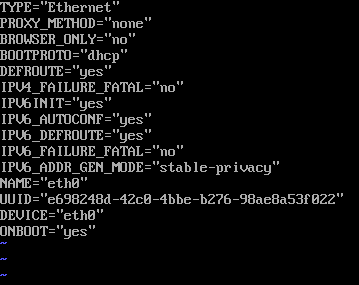 TYPE="Ethernet"
PROXY_METHOD="none"
BROWSER_ONLY="no"
BOOTPROTO="dhcp"
DEFROUTE="yes"
IPV4_FAILURE_FATAL="no"
IPV6INIT="yes"
IPV6_AUTOCONF="yes"
IPV6_DEFROUTE="yes"
IPV6_FAILURE_FATAL="no"
IPV6_ADDR_GEN_MODE="stable-privacy"
NAME="eth0"
UUID="e698248d-42c0-4bbe-b276-98ae8a53f022"
DEVICE="eth0"
ONBOOT="yes"
~
~
~